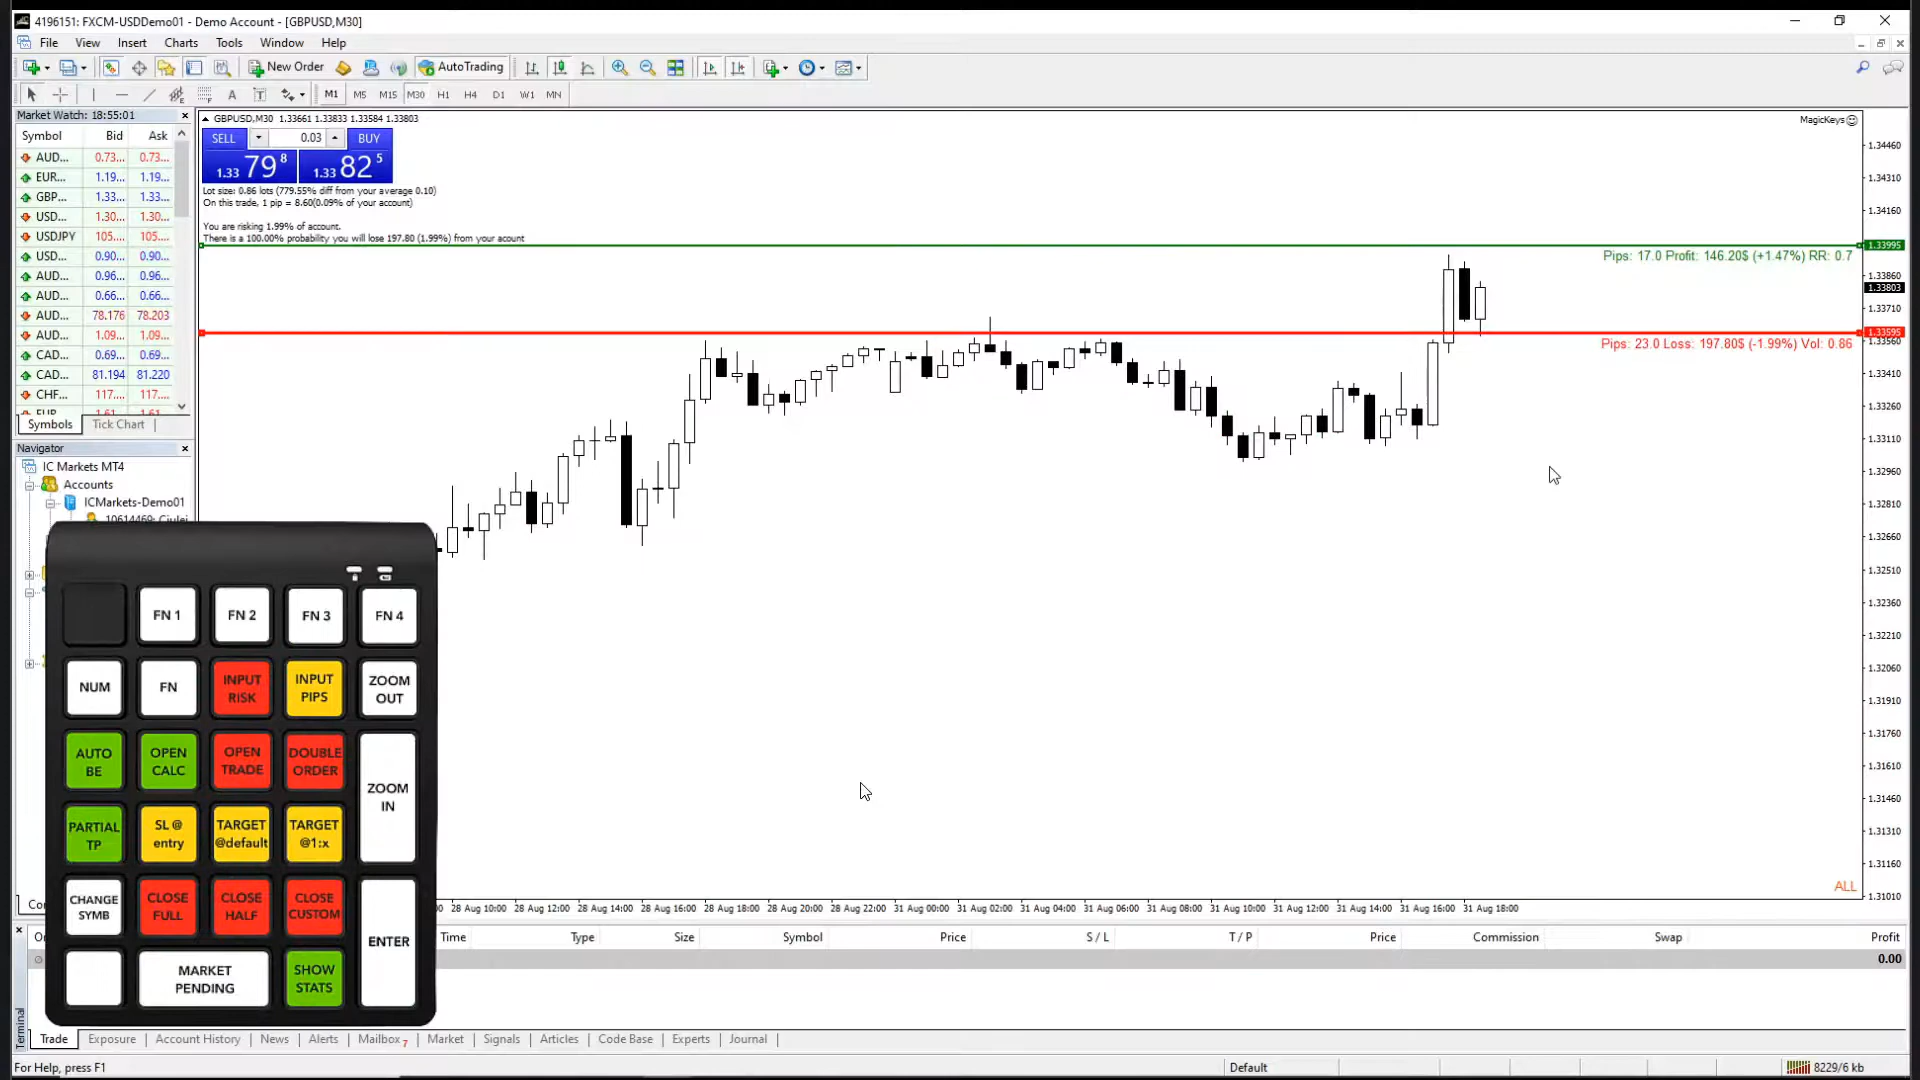 4196151: FXCM-USDDemo01 - Demo Account - [GBPUSD,M30]
File View Insert Charts Tools Window Help
New Order AutoTrading
A T M1 M5 M15 M30 H1 H4 D1 W1 MN
Market Watch: 18:55:01
Symbol Bid Ask
AUD... 0.73... 0.73...
EUR... 1.19... 1.19...
GBP... 1.33... 1.33...
USD... 1.30... 1.30...
USDJPY 105.... 105....
USD... 0.90... 0.90...
AUD... 0.96... 0.96...
AUD... 0.66... 0.66...
AUD... 78.176 78.203
AUD... 1.09... 1.09...
CAD... 0.69... 0.69...
CAD... 81.194 81.220
CHF... 117.... 117....
EUR 1.61 1.61
Symbols Tick Chart
Navigator
IC Markets MT4
Accounts
ICMarkets-Demo01
GBPUSD,M30 1.33661 1.33833 1.33584 1.33803
MagicKeys
SELL 0.03 BUY
1.33 79 8 1.33 82 5
Lot size: 0.86 lots (779.55% diff from your average 0.10)
On this trade, 1 pip = 8.60(0.09% of your account)
You are risking 1.99% of account.
There is a 100.00% probability you will lose 197.80 (1.99%) from your acount
Pips: 17.0 Profit: 146.20$ (+1.47%) RR: 0.7
Pips: 23.0 Loss: 197.80$ (-1.99%) Vol: 0.86
1.34460
1.34310
1.34160
1.33995
1.33860
1.33803
1.33710
1.33595
1.33560
1.33410
1.33260
1.33110
1.32960
1.32810
1.32660
1.32510
1.32360
1.32210
1.32060
1.31910
1.31760
1.31610
1.31460
1.31310
1.31160
1.31010
ALL
28 Aug 10:00 28 Aug 12:00 28 Aug 14:00 28 Aug 16:00 28 Aug 18:00 28 Aug 20:00 28 Aug 22:00 31 Aug 00:00 31 Aug 02:00 31 Aug 04:00 31 Aug 06:00 31 Aug 08:00 31 Aug 10:00 31 Aug 12:00 31 Aug 14:00 31 Aug 16:00 31 Aug 18:00
FN 1 FN 2 FN 3 FN 4
NUM FN INPUT RISK INPUT PIPS ZOOM OUT
AUTO BE OPEN CALC OPEN TRADE DOUBLE ORDER ZOOM IN
PARTIAL TP SL @ entry TARGET @default TARGET @1:x
CHANGE SYMB CLOSE FULL CLOSE HALF CLOSE CUSTOM ENTER
MARKET PENDING SHOW STATS
Time Type Size Symbol Price S / L T / P Price Commission Swap Profit
0.00
Terminal
Trade Exposure Account History News Alerts Mailbox 7 Market Signals Articles Code Base Experts Journal
For Help, press F1 Default 8229/6 kb